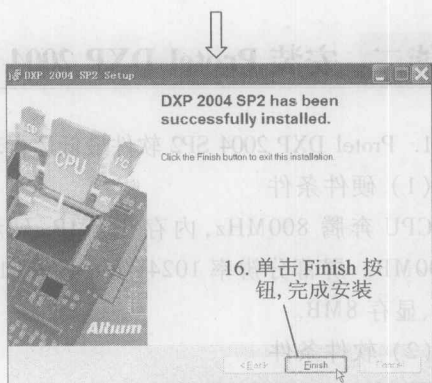 DXP 2004 SP2 Setup
DXP 2004 SP2 has been
successfully installed.
Click the Finish button to exit this installation.
CPU
16. 单击 Finish 按
钮, 完成安装
Altium
<Back Finish Cancel